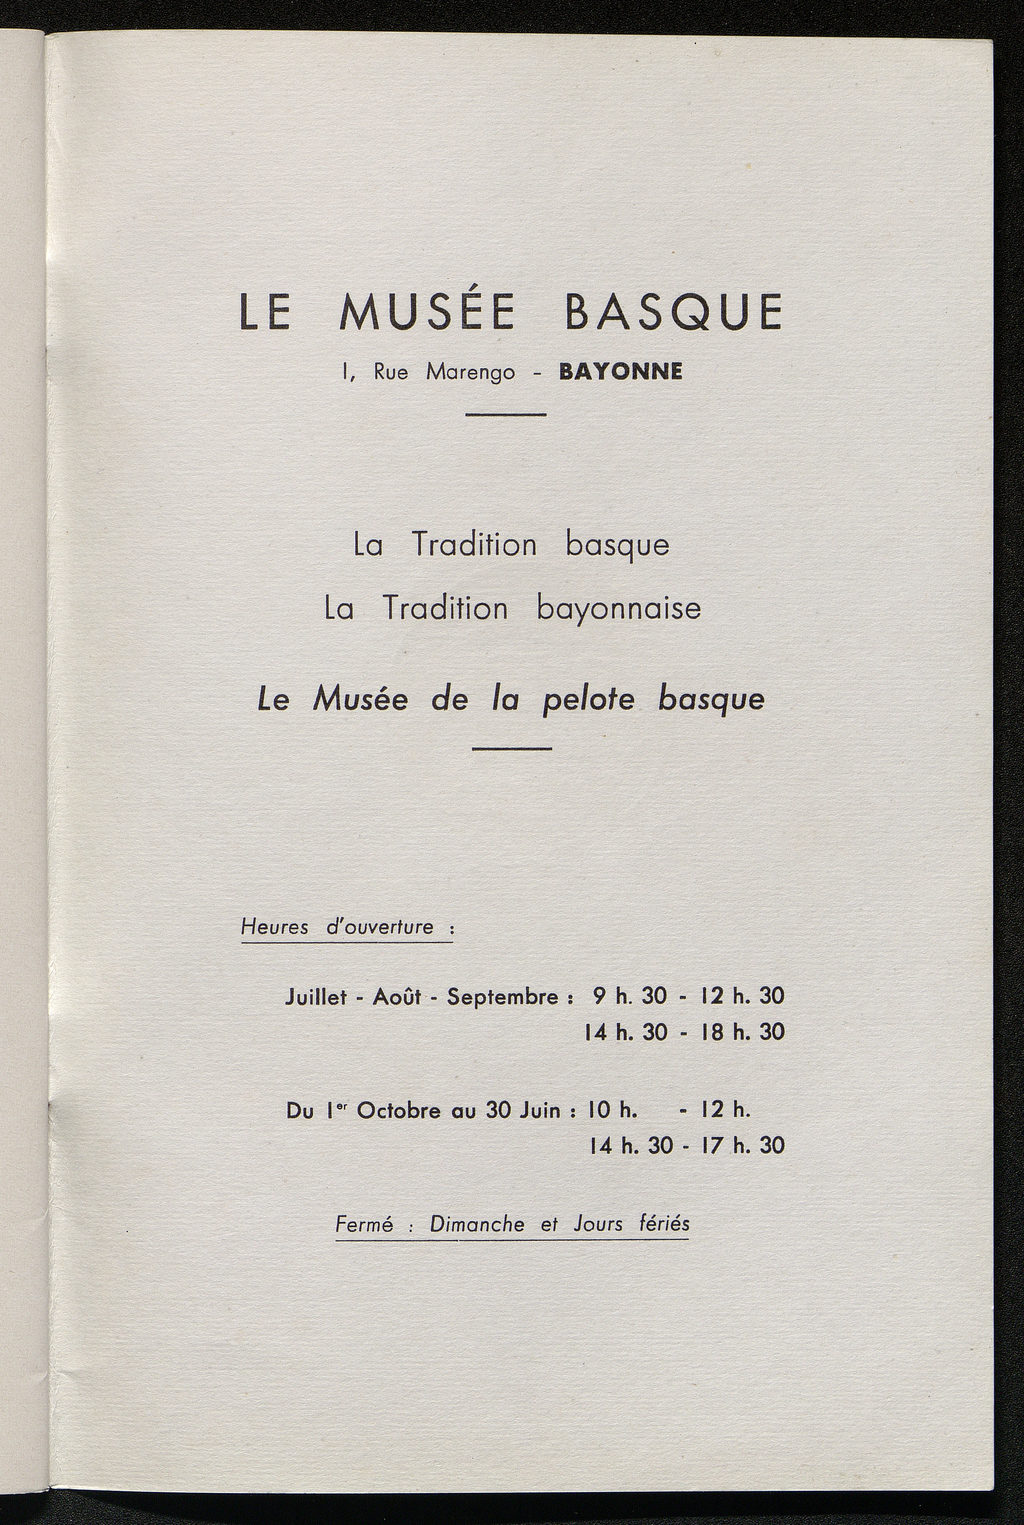 LE MUSÉE BASQUE
1, Rue Marengo - BAYONNE
La Tradition basque
La Tradition bayonnaise
Le Musée de la pelote basque
Heures d'ouverture :
Juillet - Août - Septembre : 9 h. 30 - 12 h. 30
14 h. 30 - 18 h. 30
Du 1er Octobre au 30 Juin : 10 h. - 12 h.
14 h. 30 - 17 h. 30
Fermé : Dimanche et Jours fériés